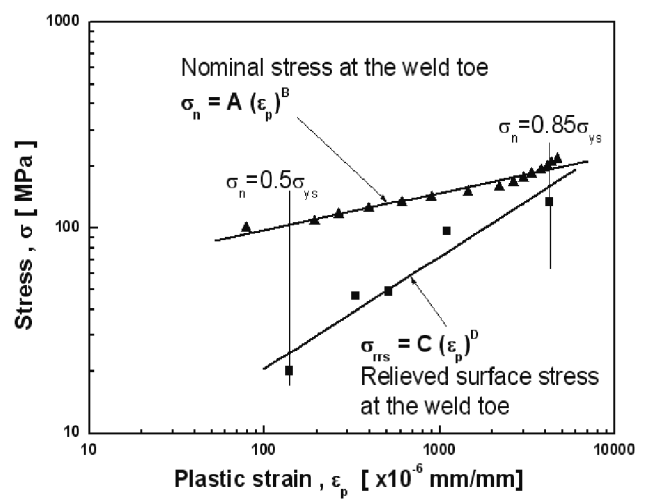 1000
Nominal stress at the weld toe
σn = A (εp)B
σn=0.85σys
σn=0.5σys
100
Stress , σ [ MPa]
σrrs = C (εp)D
Relieved surface stress
at the weld toe
10
10 100 1000 10000
Plastic strain , εp [ x10-6 mm/mm]